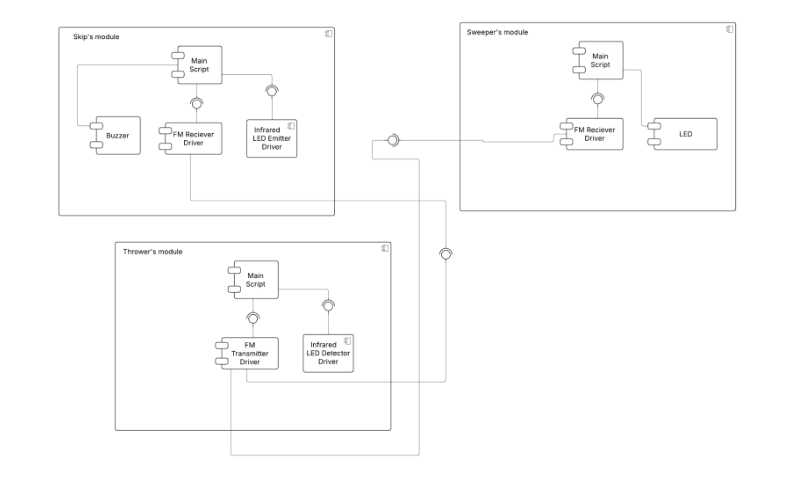 Skip's module
Main
Script
Buzzer
FM Reciever
Driver
Infrared
LED Emitter
Driver
Sweeper's module
Main
Script
FM Reciever
Driver
LED
Thrower's module
Main
Script
FM
Transmitter
Driver
Infrared
LED Detector
Driver